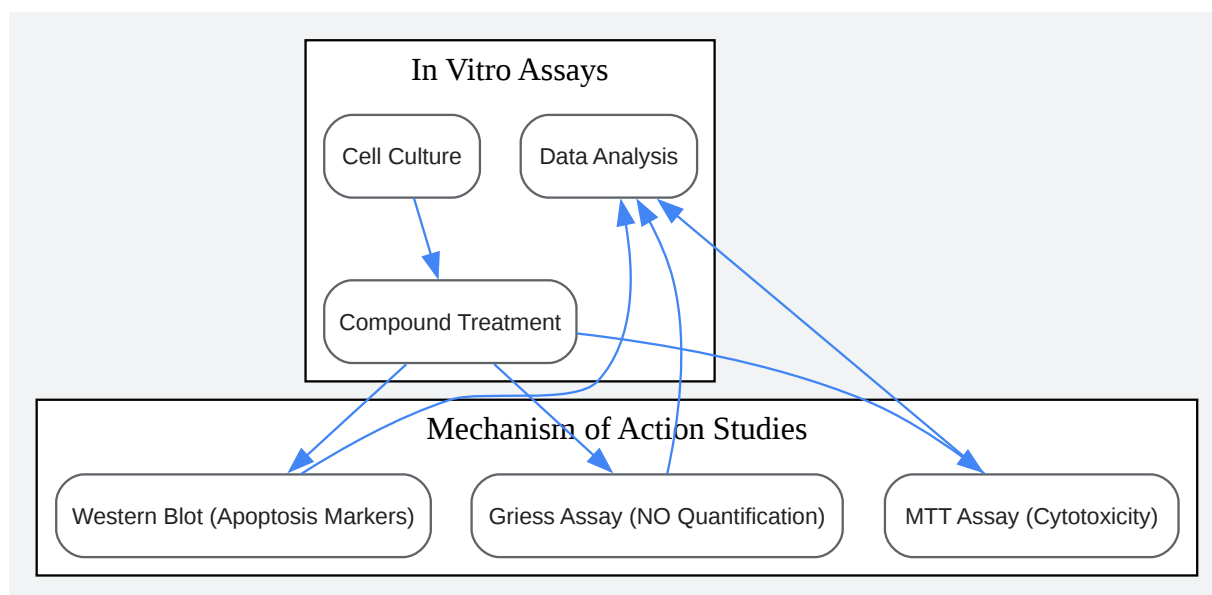 In Vitro Assays
Cell Culture
Data Analysis
Compound Treatment
Mechanism of Action Studies
Western Blot (Apoptosis Markers)
Griess Assay (NO Quantification)
MTT Assay (Cytotoxicity)